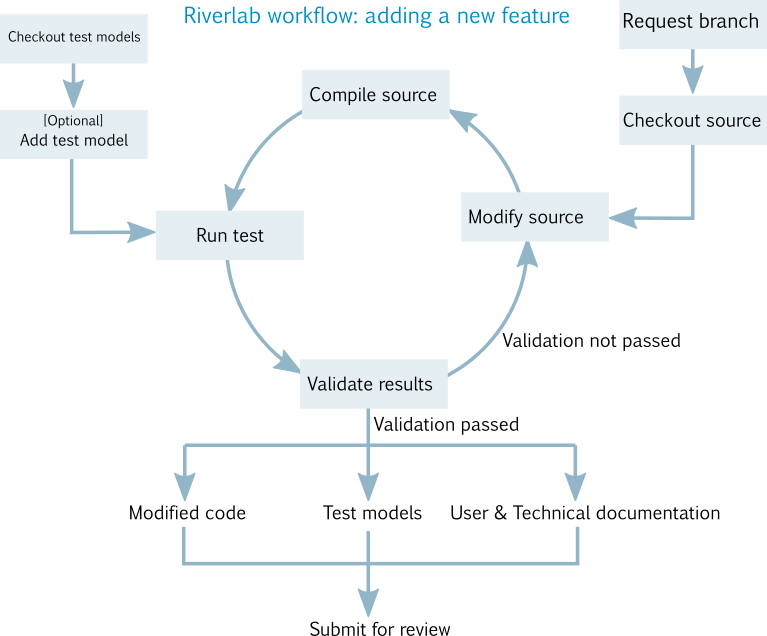 Riverlab workflow: adding a new feature
Checkout test models
[Optional]
Add test model
Request branch
Checkout source
Compile source
Modify source
Run test
Validation not passed
Validate results
Validation passed
Modified code
Test models
User & Technical documentation
Submit for review